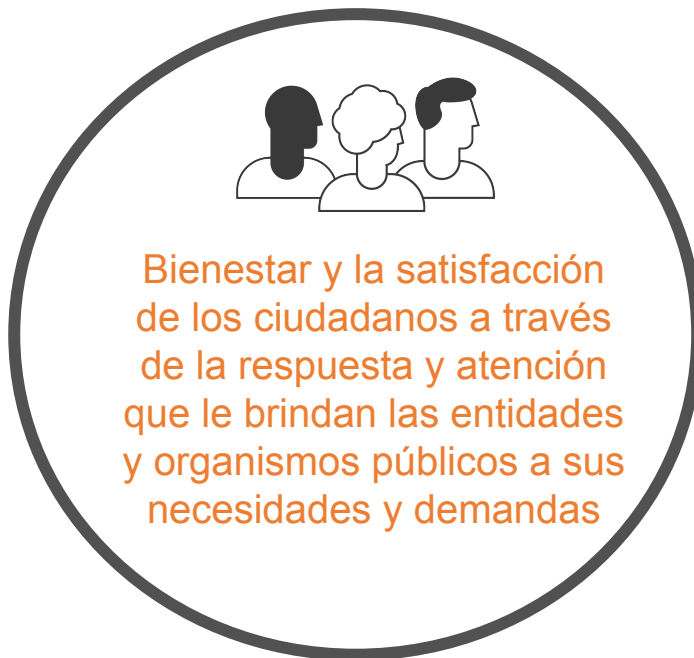 Bienestar y la satisfacción
de los ciudadanos a través
de la respuesta y atención
que le brindan las entidades
y organismos públicos a sus
necesidades y demandas